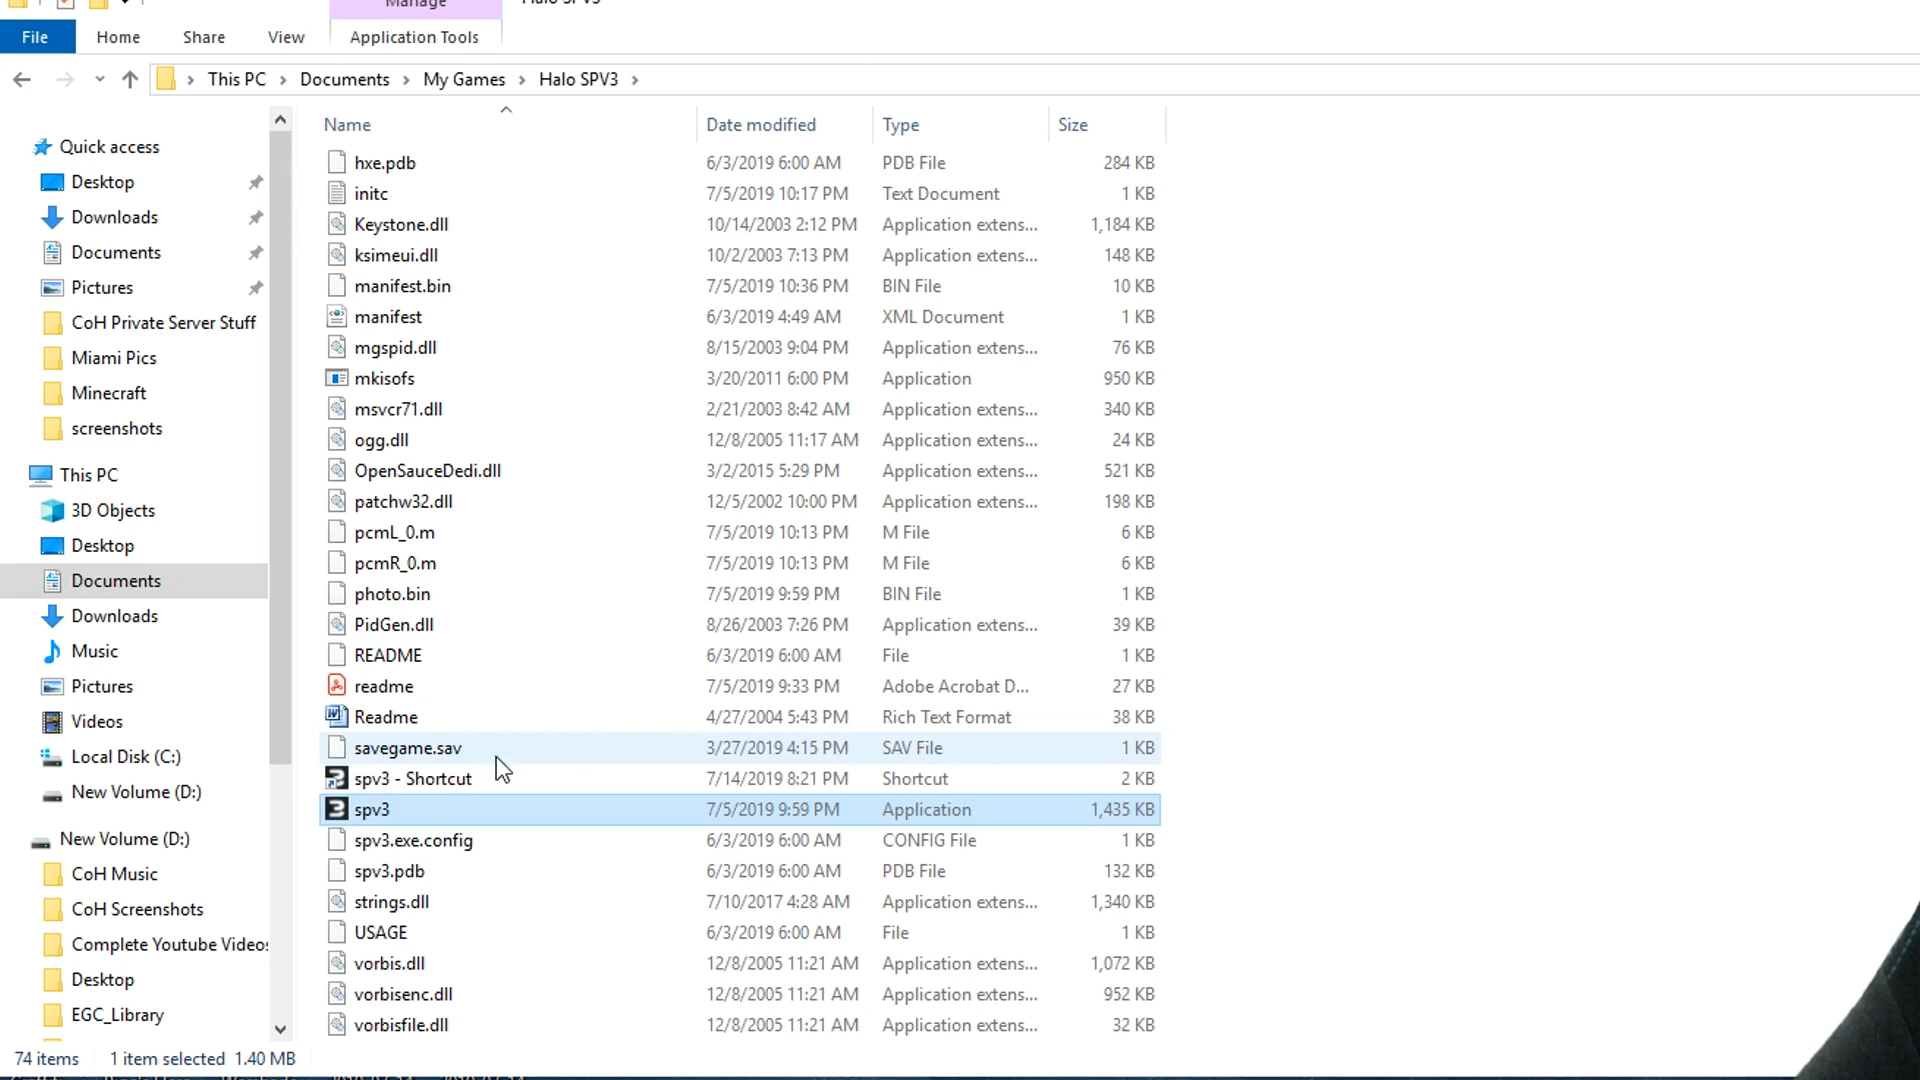 Manage
Halo SPV3
File Home Share View Application Tools
This PC Documents My Games Halo SPV3
Name Date modified Type Size
Quick access
Desktop
Downloads
Documents
Pictures
CoH Private Server Stuff
Miami Pics
Minecraft
screenshots
This PC
3D Objects
Desktop
Documents
Downloads
Music
Pictures
Videos
Local Disk (C:)
New Volume (D:)
New Volume (D:)
CoH Music
CoH Screenshots
Complete Youtube Videos
Desktop
EGC_Library
hxe.pdb 6/3/2019 6:00 AM PDB File 284 KB
initc 7/5/2019 10:17 PM Text Document 1 KB
Keystone.dll 10/14/2003 2:12 PM Application extens... 1,184 KB
ksimeui.dll 10/2/2003 7:13 PM Application extens... 148 KB
manifest.bin 7/5/2019 10:36 PM BIN File 10 KB
manifest 6/3/2019 4:49 AM XML Document 1 KB
mgspid.dll 8/15/2003 9:04 PM Application extens... 76 KB
mkisofs 3/20/2011 6:00 PM Application 950 KB
msvcr71.dll 2/21/2003 8:42 AM Application extens... 340 KB
ogg.dll 12/8/2005 11:17 AM Application extens... 24 KB
OpenSauceDedi.dll 3/2/2015 5:29 PM Application extens... 521 KB
patchw32.dll 12/5/2002 10:00 PM Application extens... 198 KB
pcmL_0.m 7/5/2019 10:13 PM M File 6 KB
pcmR_0.m 7/5/2019 10:13 PM M File 6 KB
photo.bin 7/5/2019 9:59 PM BIN File 1 KB
PidGen.dll 8/26/2003 7:26 PM Application extens... 39 KB
README 6/3/2019 6:00 AM File 1 KB
readme 7/5/2019 9:33 PM Adobe Acrobat D... 27 KB
Readme 4/27/2004 5:43 PM Rich Text Format 38 KB
savegame.sav 3/27/2019 4:15 PM SAV File 1 KB
spv3 - Shortcut 7/14/2019 8:21 PM Shortcut 2 KB
spv3 7/5/2019 9:59 PM Application 1,435 KB
spv3.exe.config 6/3/2019 6:00 AM CONFIG File 1 KB
spv3.pdb 6/3/2019 6:00 AM PDB File 132 KB
strings.dll 7/10/2017 4:28 AM Application extens... 1,340 KB
USAGE 6/3/2019 6:00 AM File 1 KB
vorbis.dll 12/8/2005 11:21 AM Application extens... 1,072 KB
vorbisenc.dll 12/8/2005 11:21 AM Application extens... 952 KB
vorbisfile.dll 12/8/2005 11:21 AM Application extens... 32 KB
74 items 1 item selected 1.40 MB